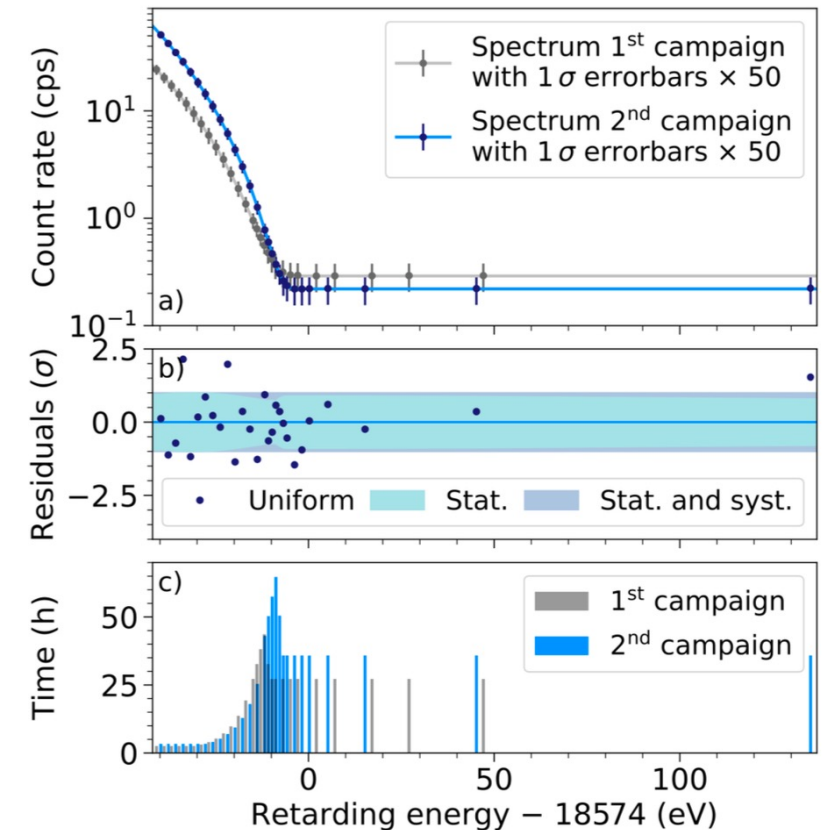 Count rate (cps)
10¹
10⁰
10⁻¹
Spectrum 1ˢᵗ campaign
with 1 σ errorbars × 50
Spectrum 2ⁿᵈ campaign
with 1 σ errorbars × 50
a)
Residuals (σ)
2.5
0.0
−2.5
b)
Uniform Stat. Stat. and syst.
Time (h)
50
25
0
c)
1ˢᵗ campaign
2ⁿᵈ campaign
0 50 100
Retarding energy − 18574 (eV)